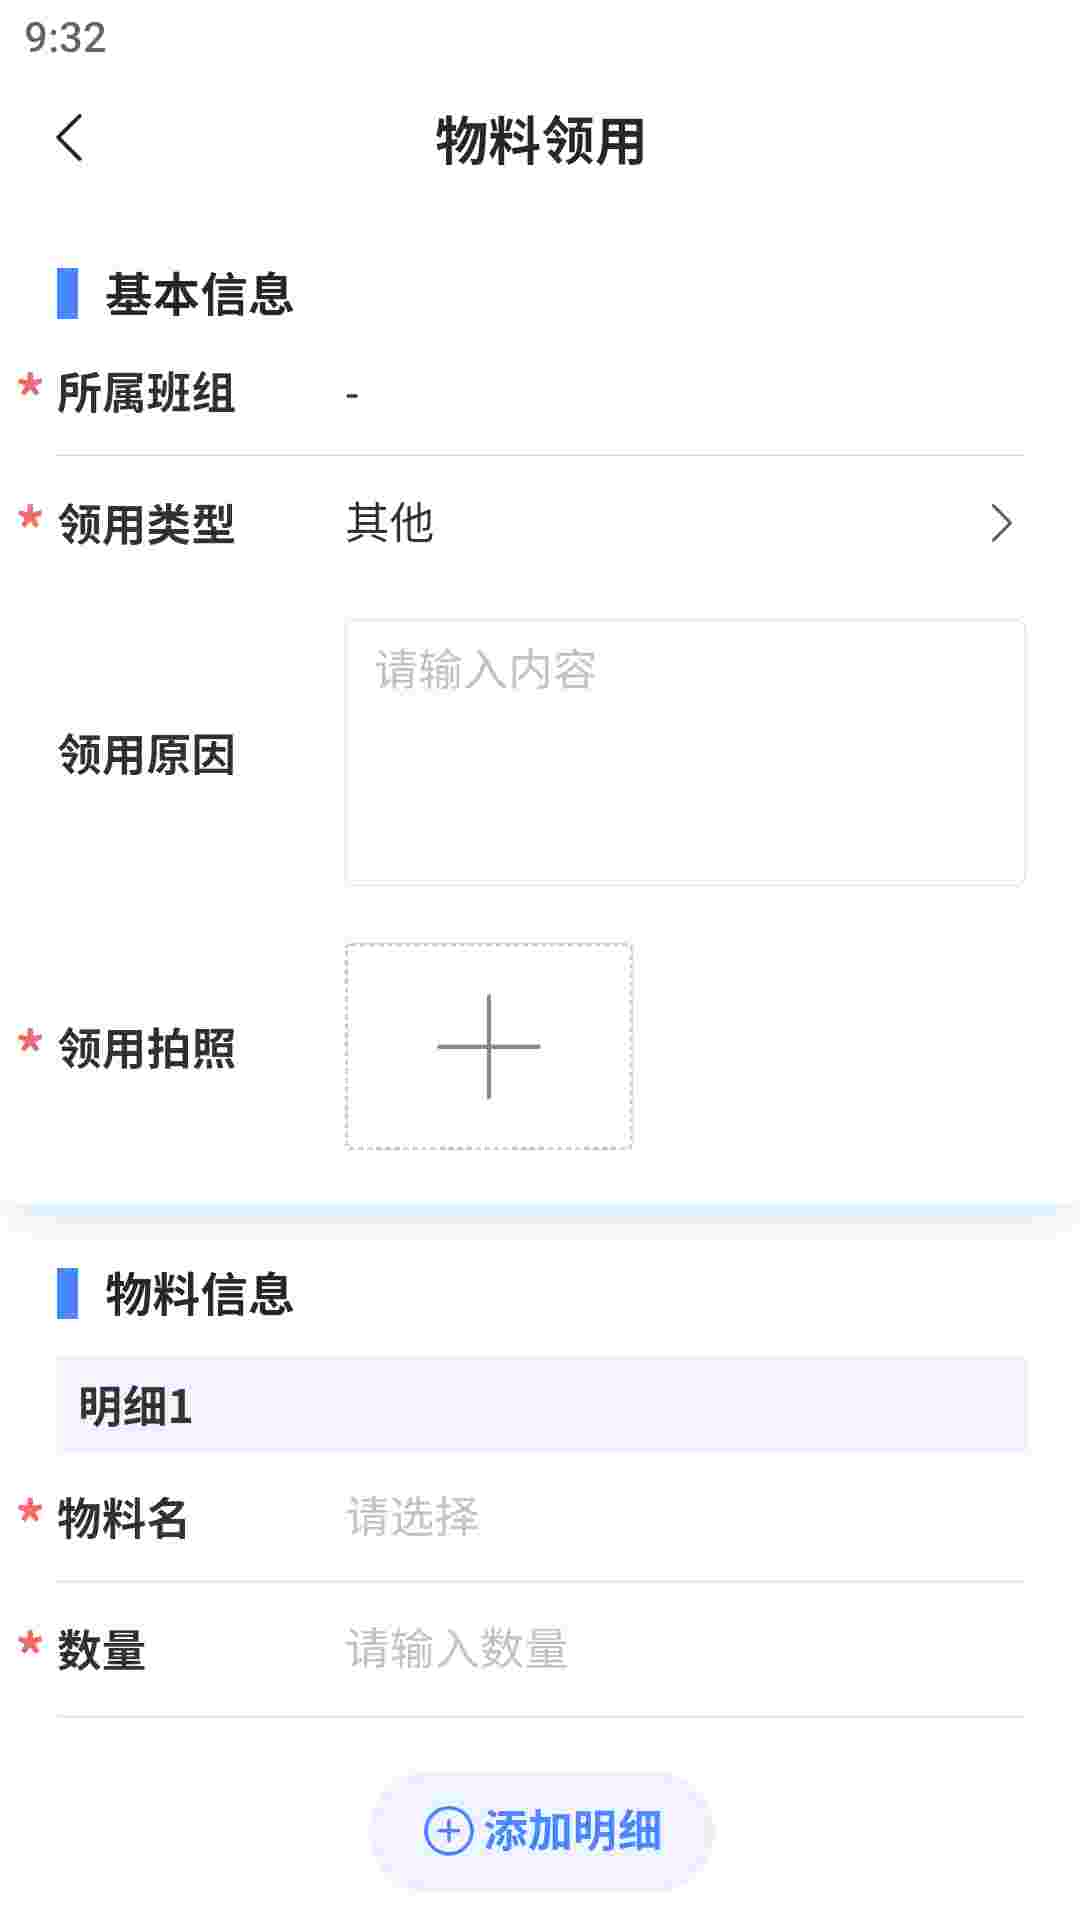 9:32
物料领用
基本信息
* 所属班组 -
* 领用类型 其他
请输入内容
领用原因
* 领用拍照
物料信息
明细1
* 物料名 请选择
* 数量 请输入数量
添加明细